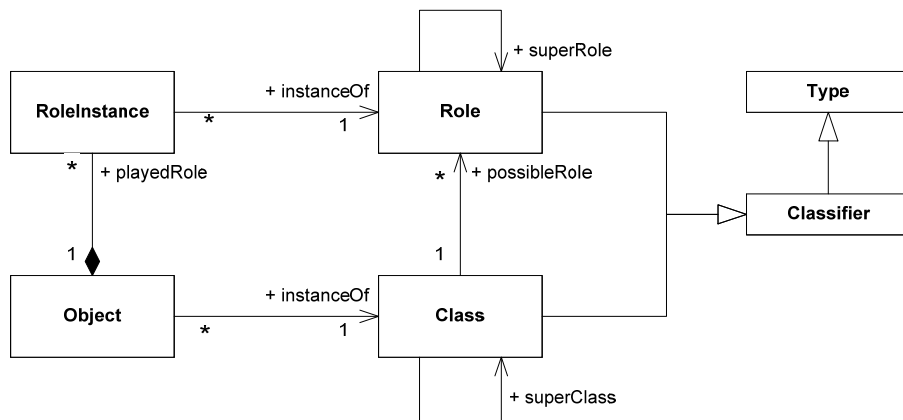 + superRole
RoleInstance
+ instanceOf
*
1
Role
Type
*
+ playedRole
*
+ possibleRole
Classifier
1
1
Object
+ instanceOf
*
1
Class
+ superClass